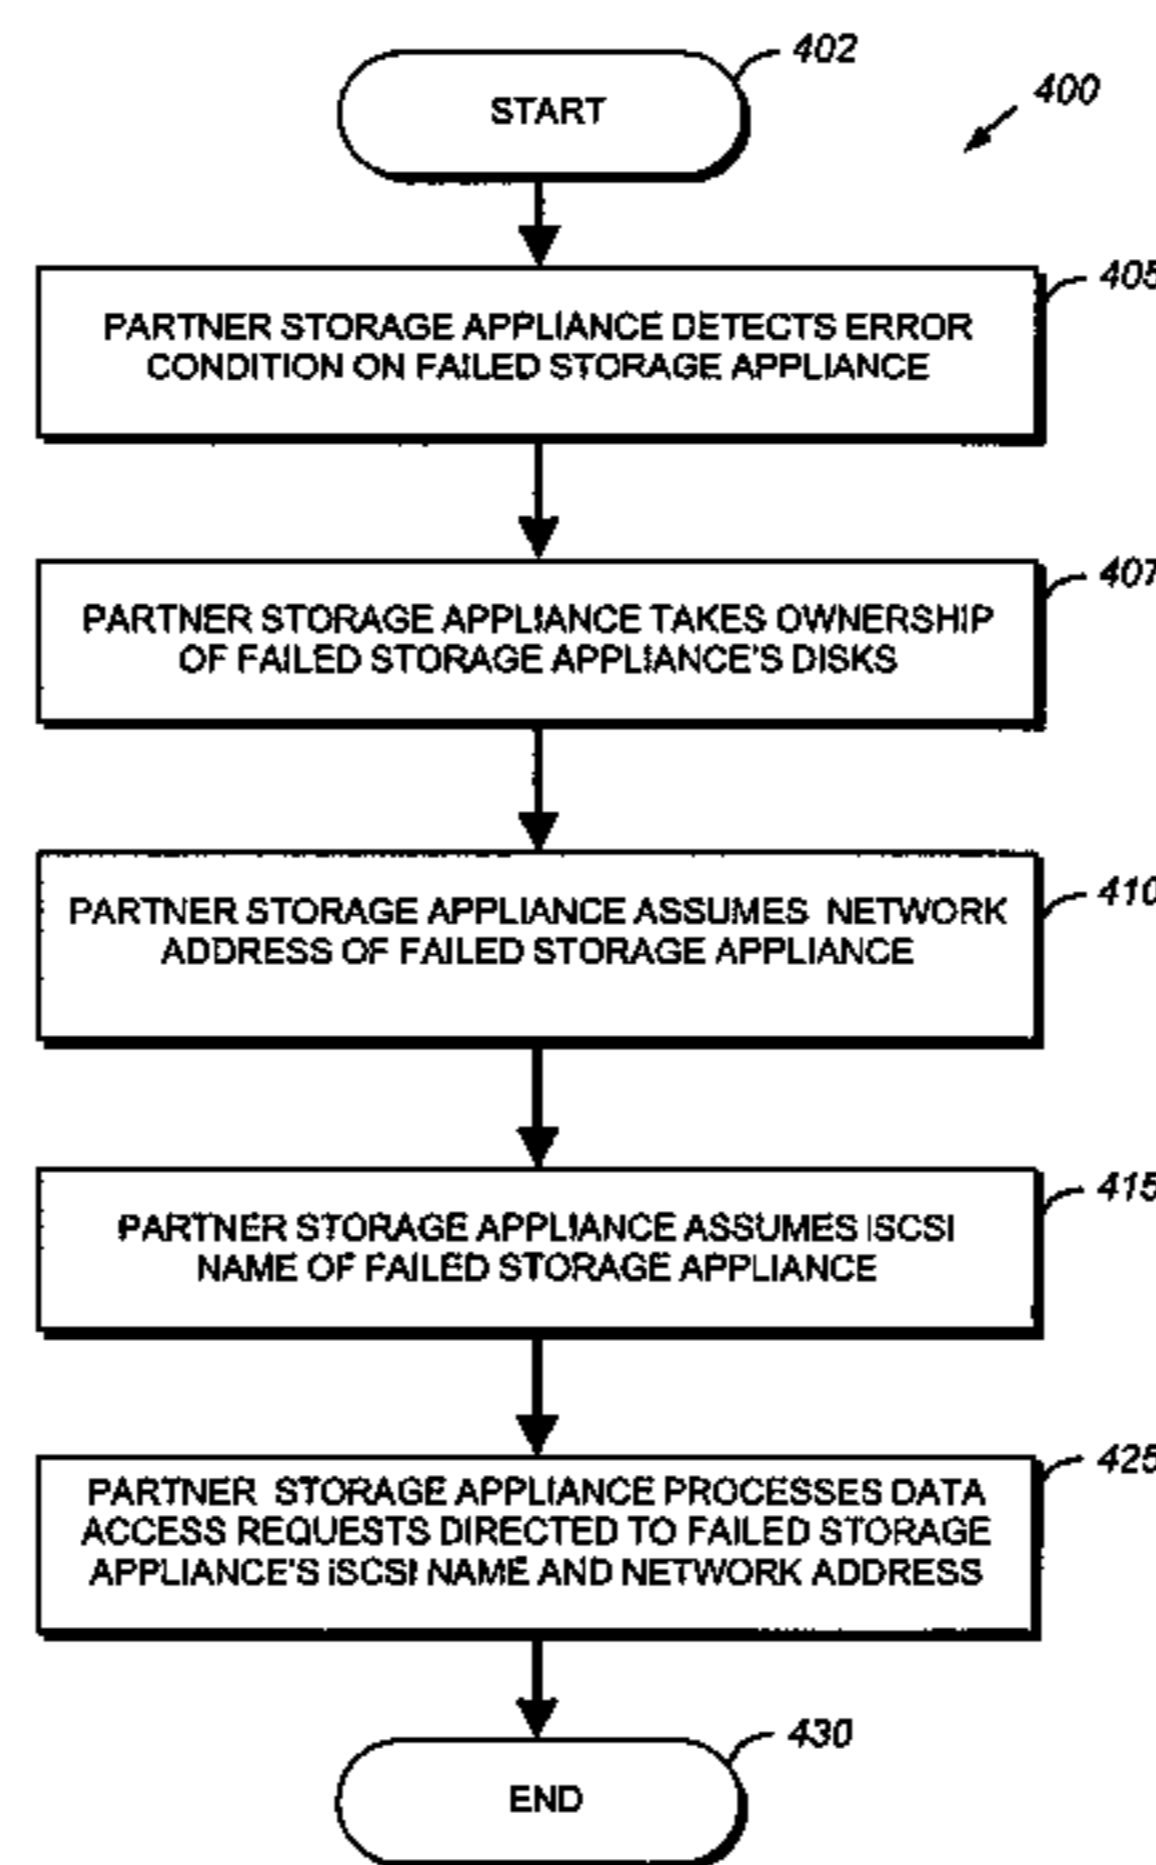 402
START
400
405
PARTNER STORAGE APPLIANCE DETECTS ERROR
CONDITION ON FAILED STORAGE APPLIANCE
407
PARTNER STORAGE APPLIANCE TAKES OWNERSHIP
OF FAILED STORAGE APPLIANCE'S DISKS
410
PARTNER STORAGE APPLIANCE ASSUMES NETWORK
ADDRESS OF FAILED STORAGE APPLIANCE
415
PARTNER STORAGE APPLIANCE ASSUMES iSCSI
NAME OF FAILED STORAGE APPLIANCE
425
PARTNER STORAGE APPLIANCE PROCESSES DATA
ACCESS REQUESTS DIRECTED TO FAILED STORAGE
APPLIANCE'S iSCSI NAME AND NETWORK ADDRESS
430
END